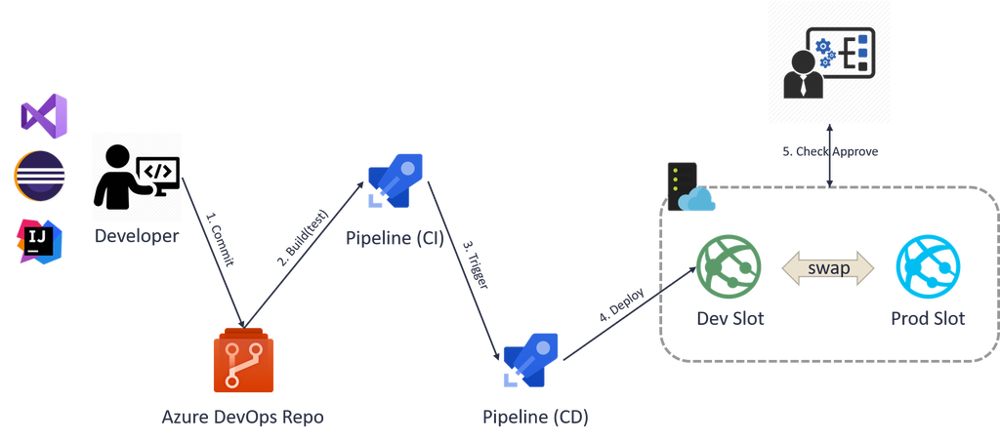 5. Check Approve
IJ
</>
Developer
1. Commit
2. Build(test)
Pipeline (CI)
3. Trigger
4. Deploy
swap
Dev Slot
Prod Slot
Azure DevOps Repo
Pipeline (CD)